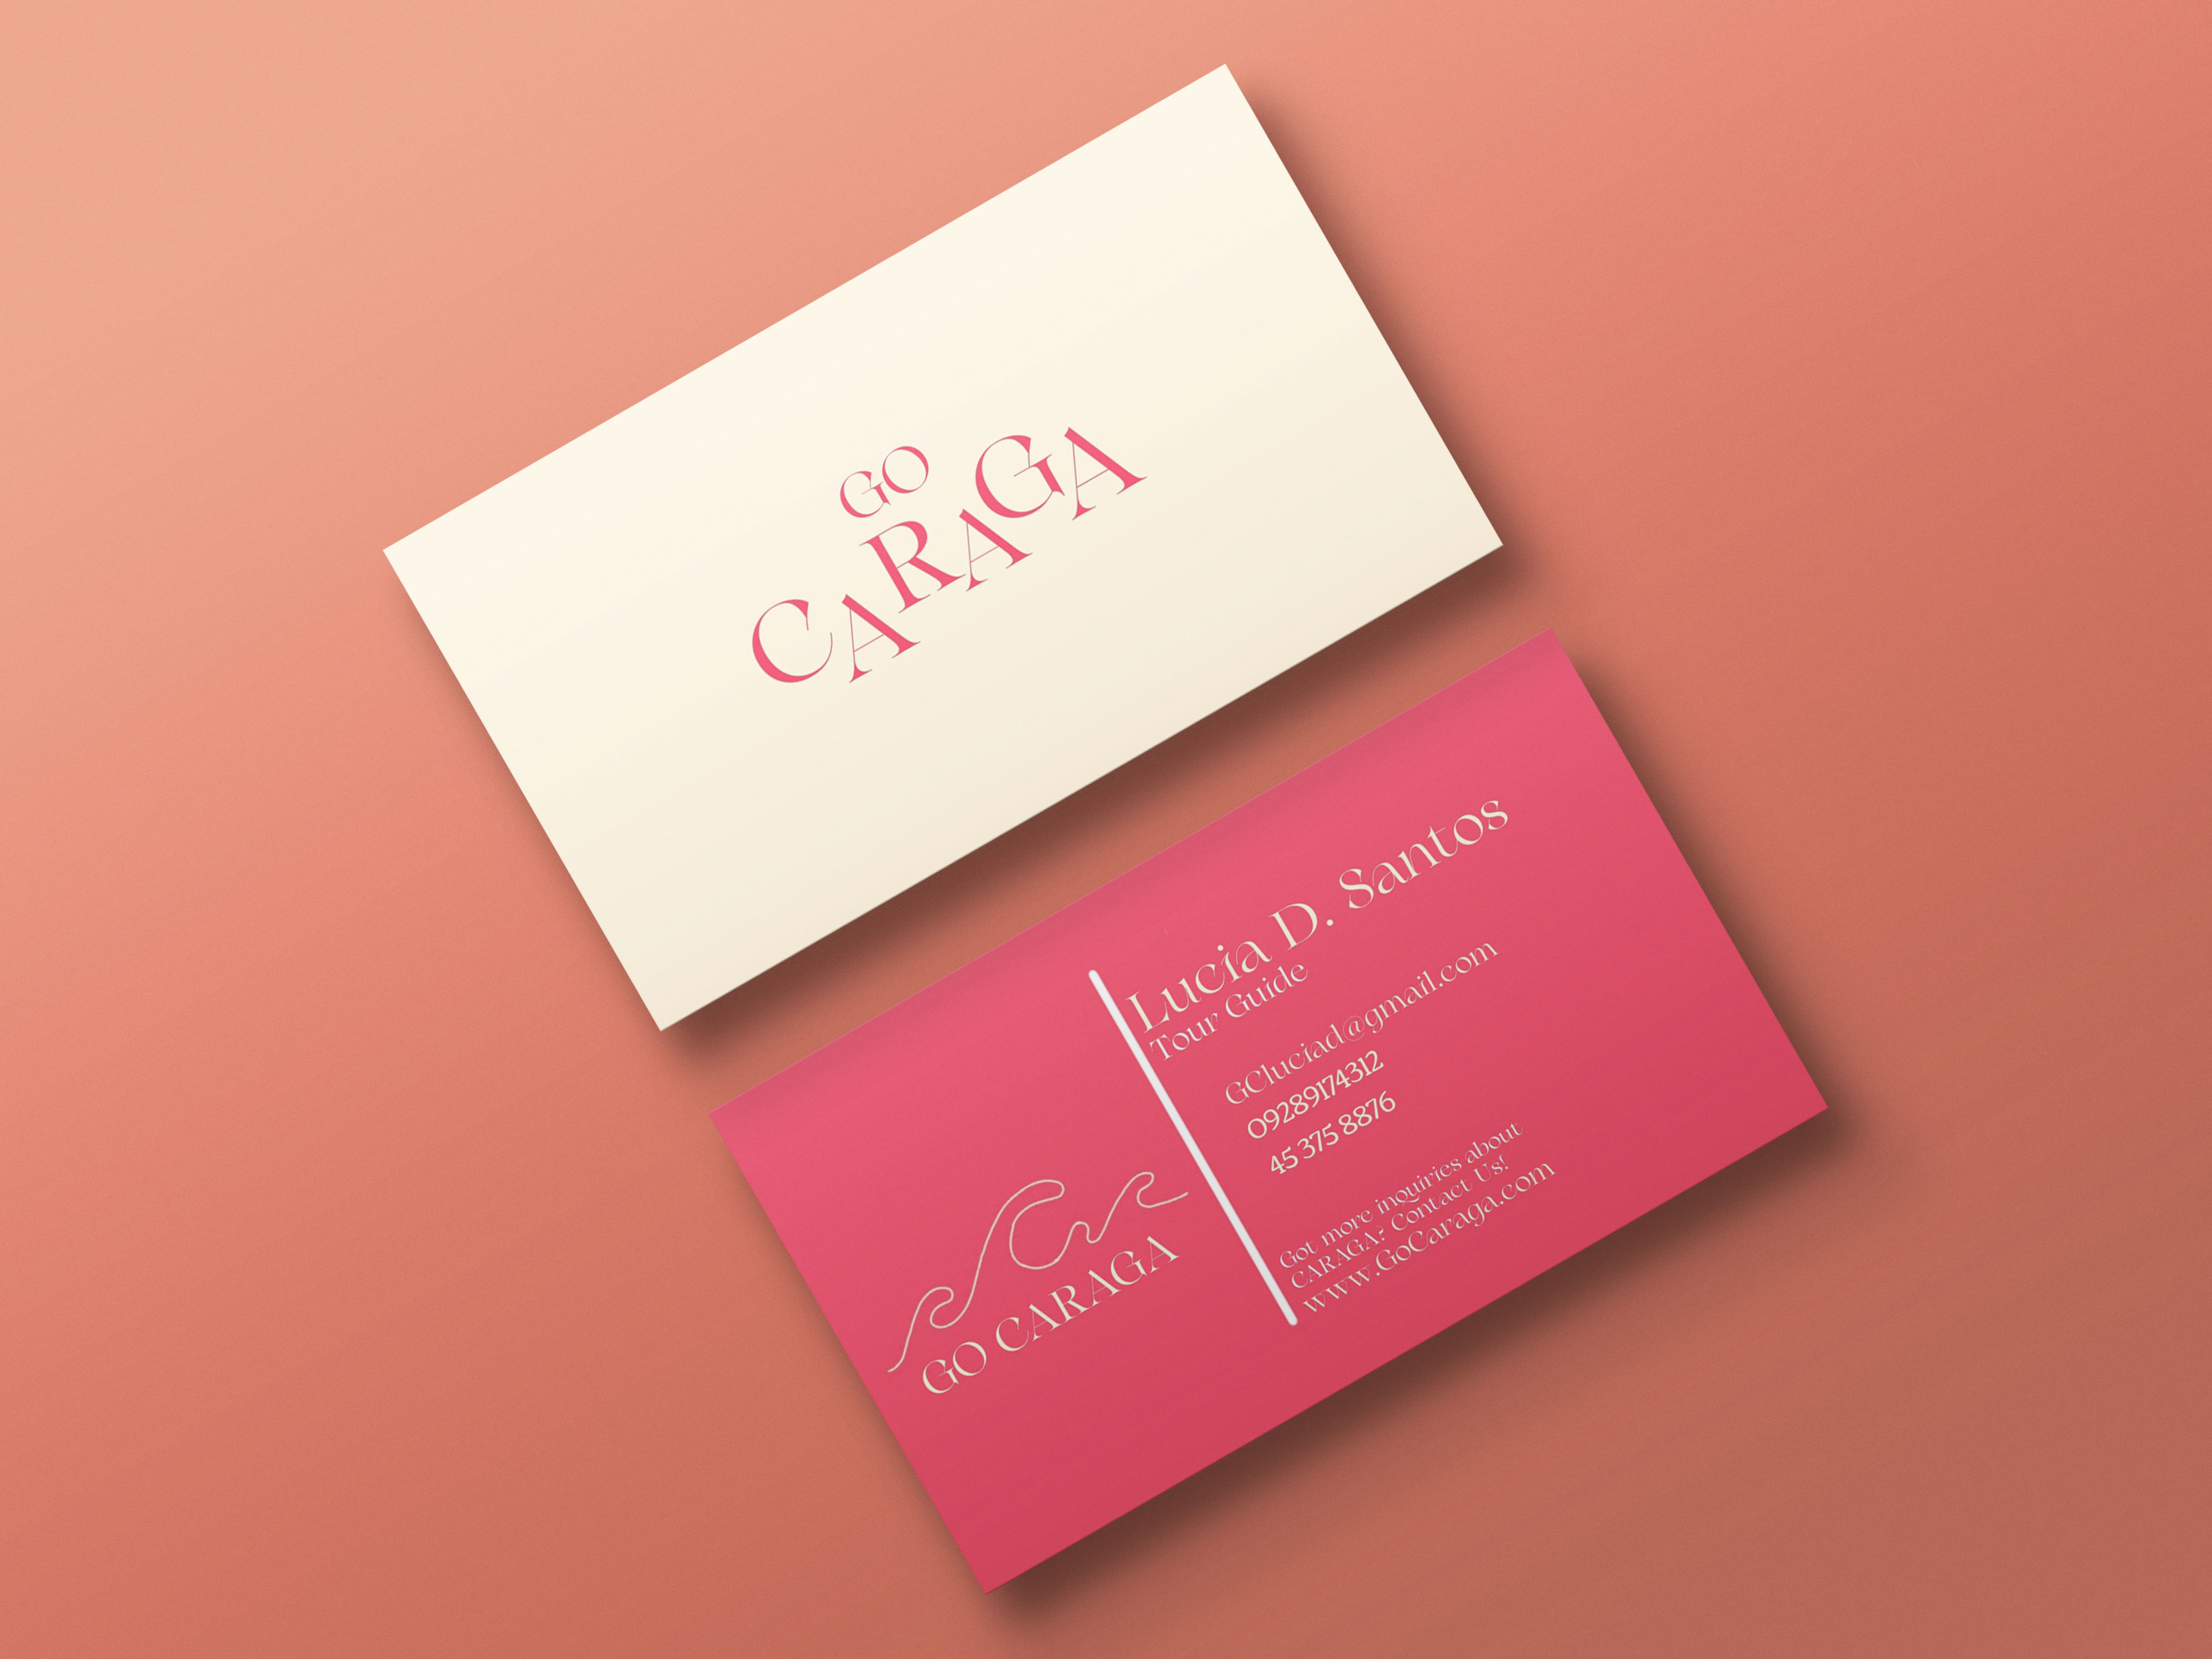 GO
CARAGA
Lucia D. Santos
Tour Guide
GCluciad@gmail.com
09289174312
45 375 8876
Got more inquiries about
CARAGA? Contact Us!
www.GoCaraga.com
GO CARAGA